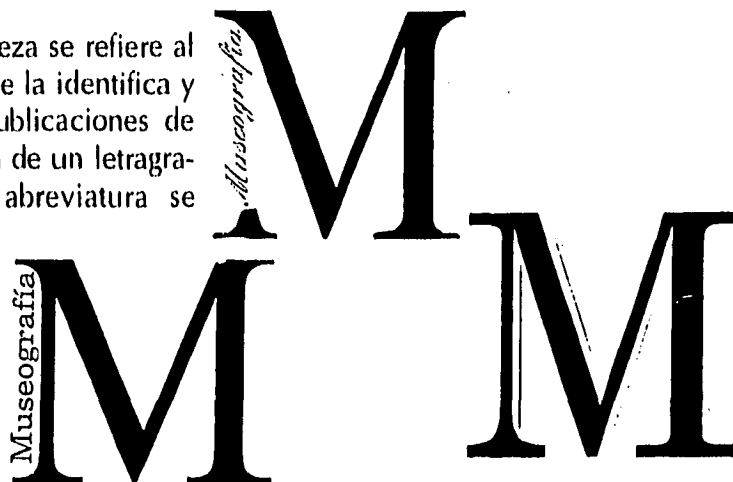 eza se refiere al
e la identifica y
ublicaciones de
de un letragra-
abreviatura se
Museografía
M
Museografía
M
M